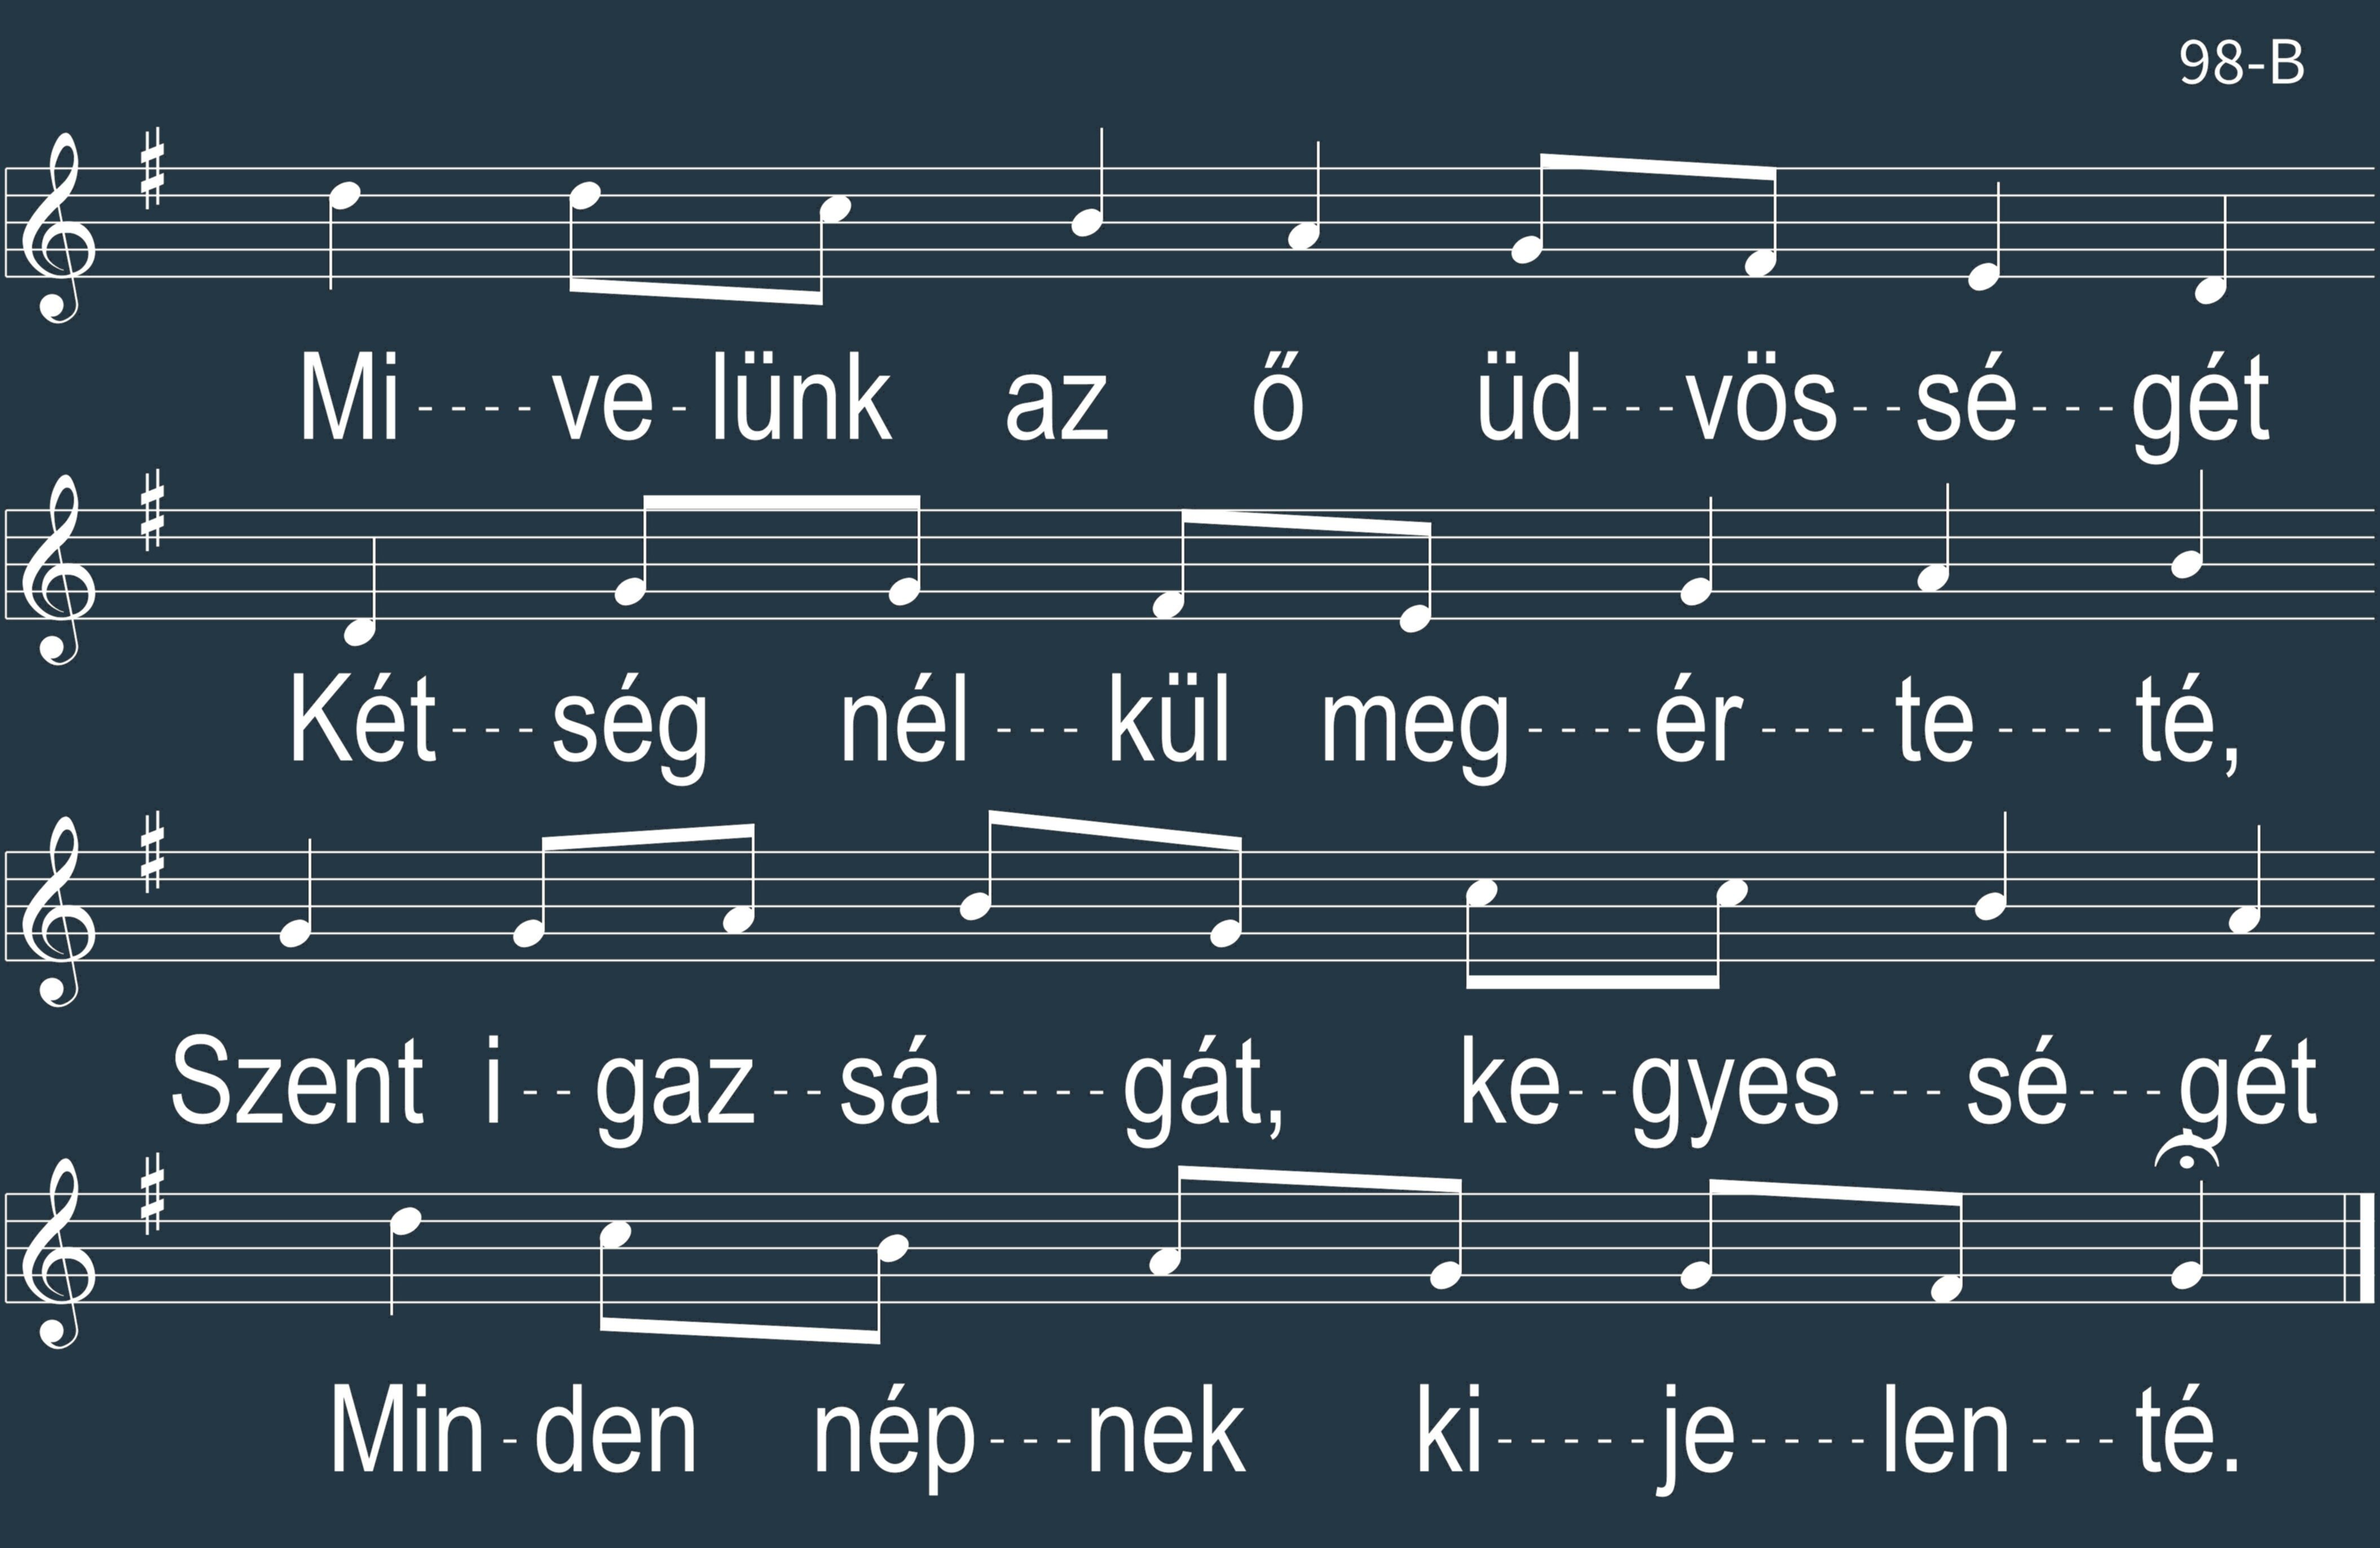 98-B
Mi----ve-lünk az ő üd---vös--sé---gét
Két---ség nél---kül meg----ér----te----té,
Szent i--gaz--sá-----gát, ke--gyes---sé---gét
Min-den nép---nek ki-----je----len---té.